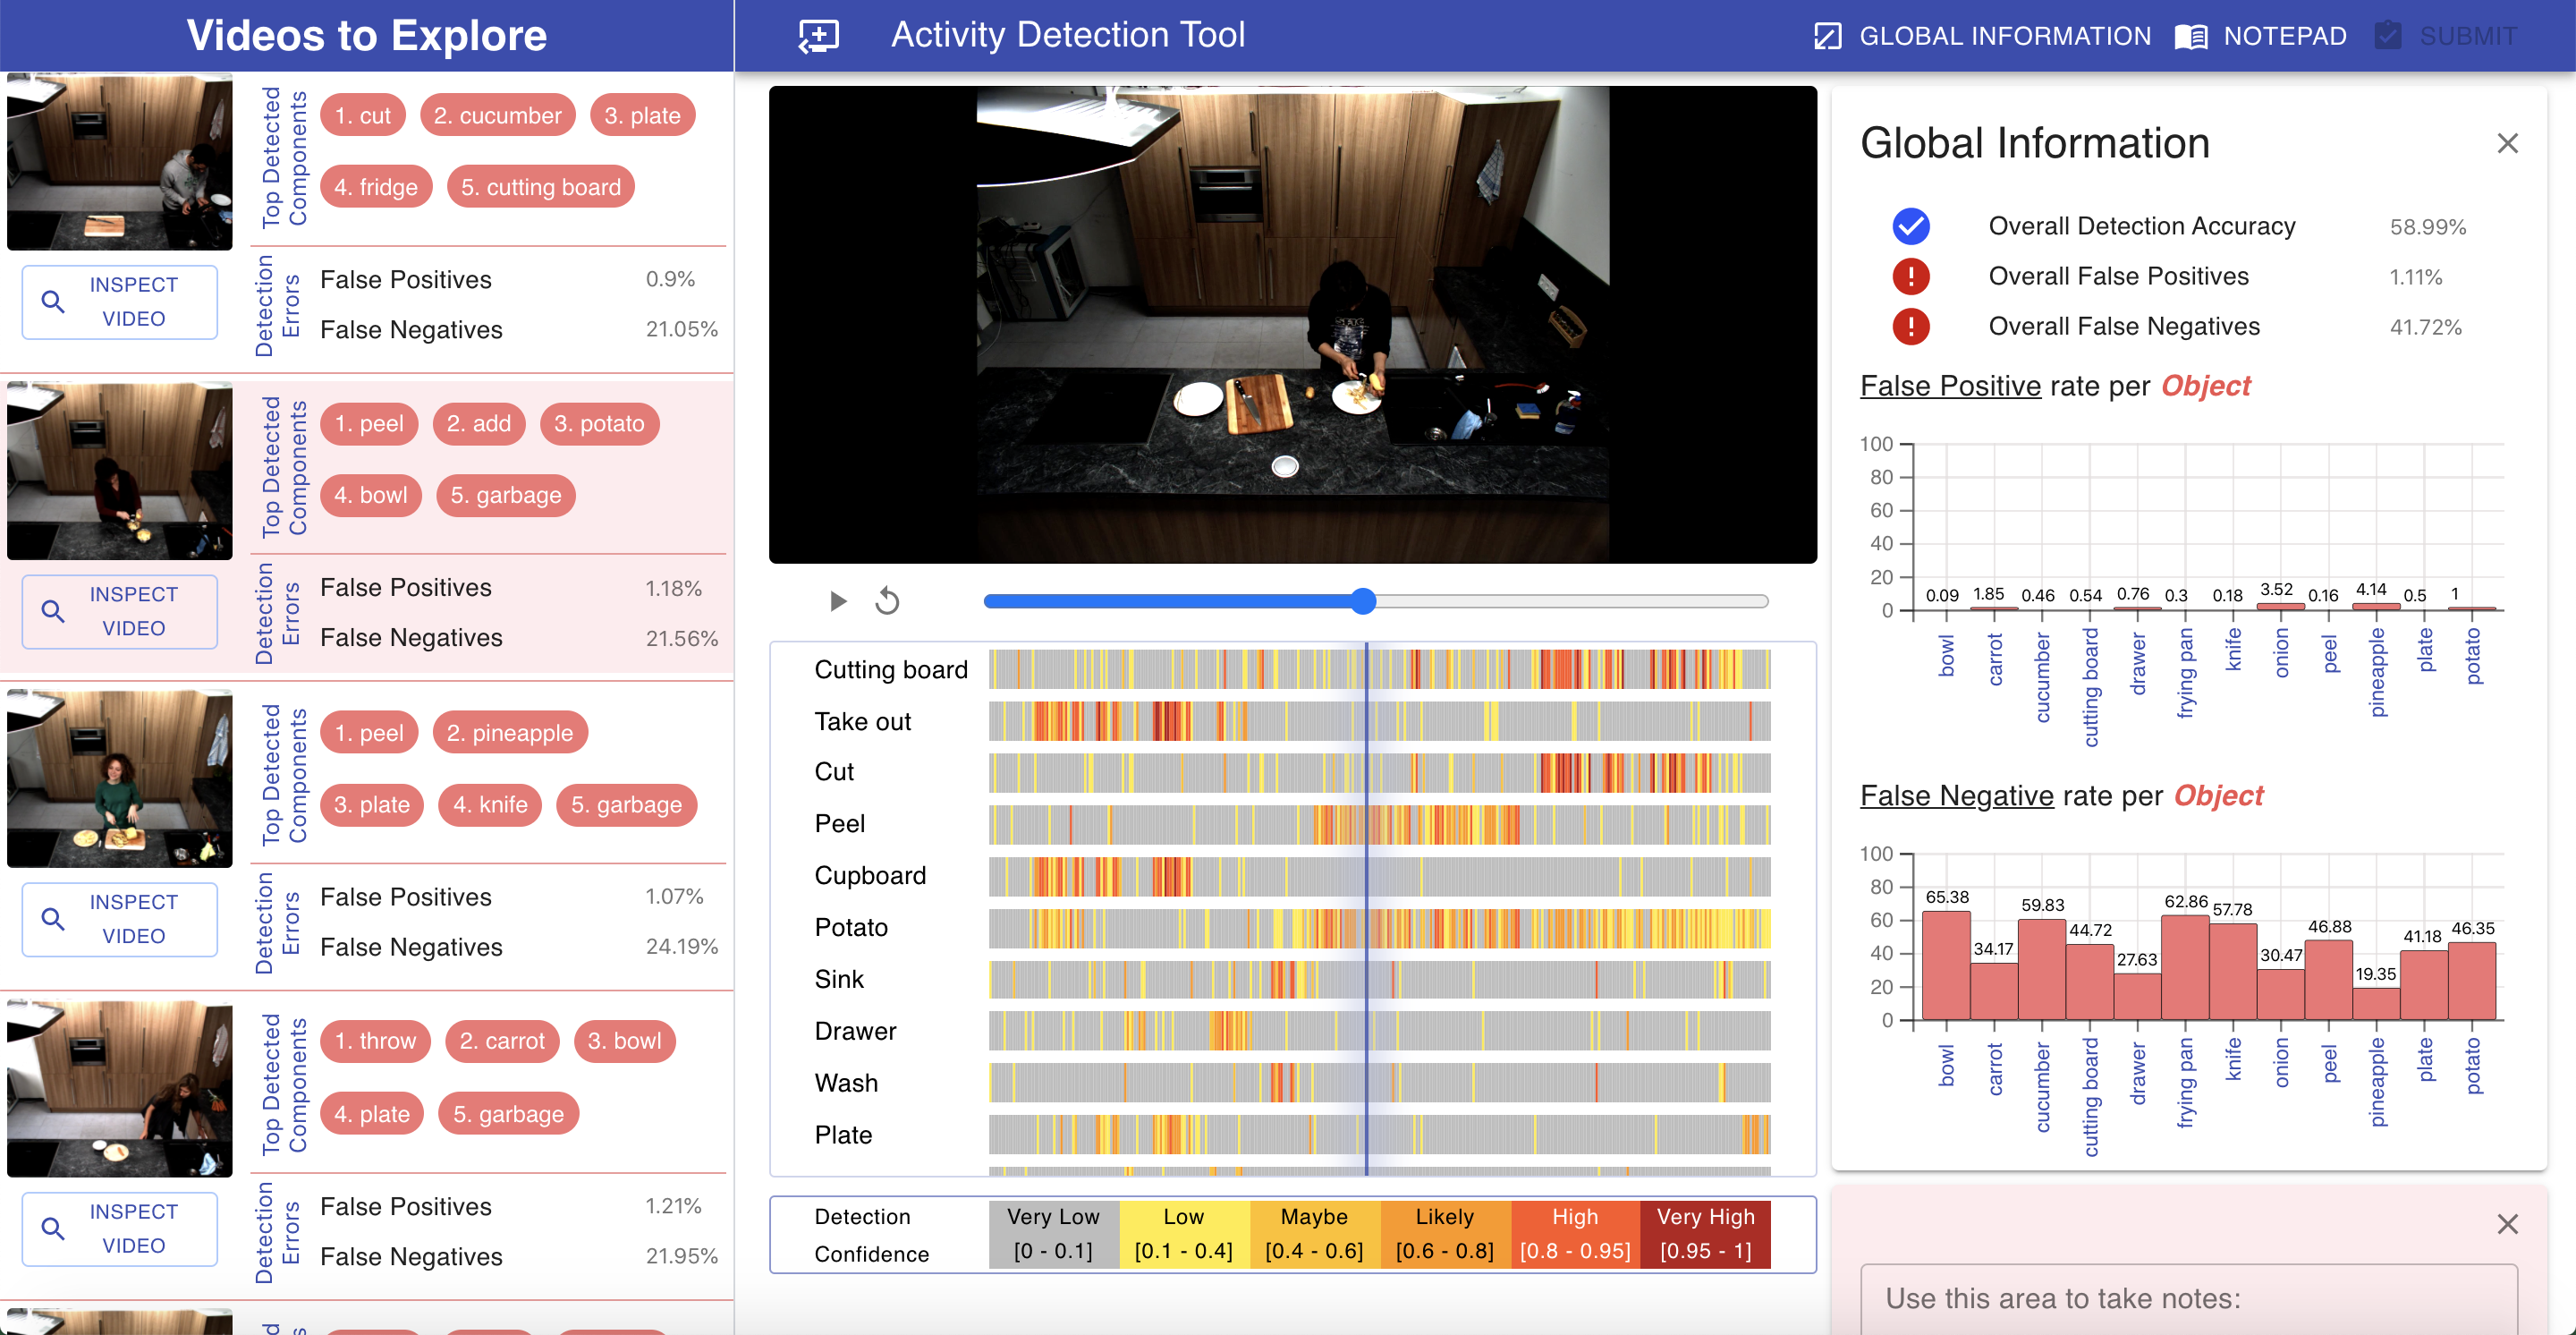 Videos to Explore
Activity Detection Tool
GLOBAL INFORMATION
NOTEPAD
SUBMIT
Top Detected
Components
1. cut
2. cucumber
3. plate
4. fridge
5. cutting board
INSPECT
VIDEO
Detection
Errors
False Positives 0.9%
False Negatives 21.05%
Top Detected
Components
1. peel
2. add
3. potato
4. bowl
5. garbage
INSPECT
VIDEO
Detection
Errors
False Positives 1.18%
False Negatives 21.56%
Top Detected
Components
1. peel
2. pineapple
3. plate
4. knife
5. garbage
INSPECT
VIDEO
Detection
Errors
False Positives 1.07%
False Negatives 24.19%
Top Detected
Components
1. throw
2. carrot
3. bowl
4. plate
5. garbage
INSPECT
VIDEO
Detection
Errors
False Positives 1.21%
False Negatives 21.95%
Cutting board
Take out
Cut
Peel
Cupboard
Potato
Sink
Drawer
Wash
Plate
Detection
Confidence
Very Low
[0 - 0.1]
Low
[0.1 - 0.4]
Maybe
[0.4 - 0.6]
Likely
[0.6 - 0.8]
High
[0.8 - 0.95]
Very High
[0.95 - 1]
Global Information
Overall Detection Accuracy 58.99%
Overall False Positives 1.11%
Overall False Negatives 41.72%
False Positive rate per Object
100
80
60
40
20
0
0.09 1.85 0.46 0.54 0.76 0.3 0.18 3.52 0.16 4.14 0.5 1
bowl
carrot
cucumber
cutting board
drawer
frying pan
knife
onion
peel
pineapple
plate
potato
False Negative rate per Object
100
80
60
40
20
0
65.38 34.17 59.83 44.72 27.63 62.86 57.78 30.47 46.88 19.35 41.18 46.35
bowl
carrot
cucumber
cutting board
drawer
frying pan
knife
onion
peel
pineapple
plate
potato
Use this area to take notes: